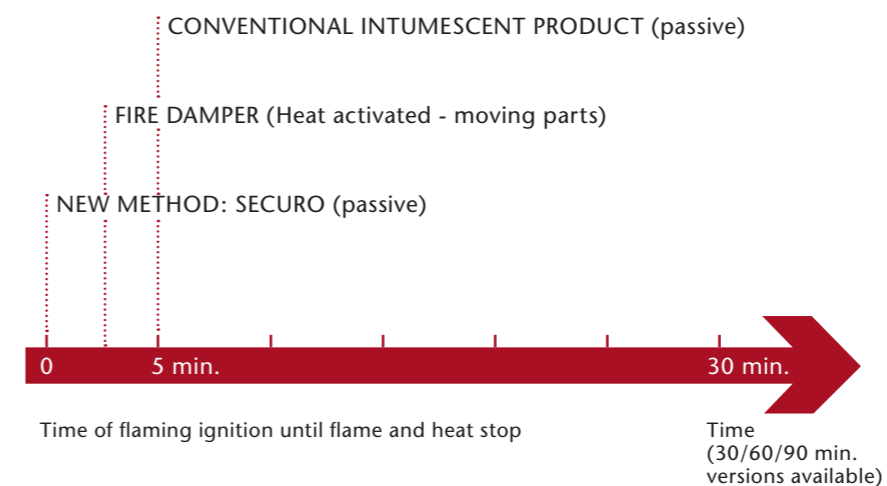 CONVENTIONAL INTUMESCENT PRODUCT (passive)
FIRE DAMPER (Heat activated - moving parts)
NEW METHOD: SECURO (passive)
0 5 min. 30 min.
Time of flaming ignition until flame and heat stop
Time
(30/60/90 min.
versions available)